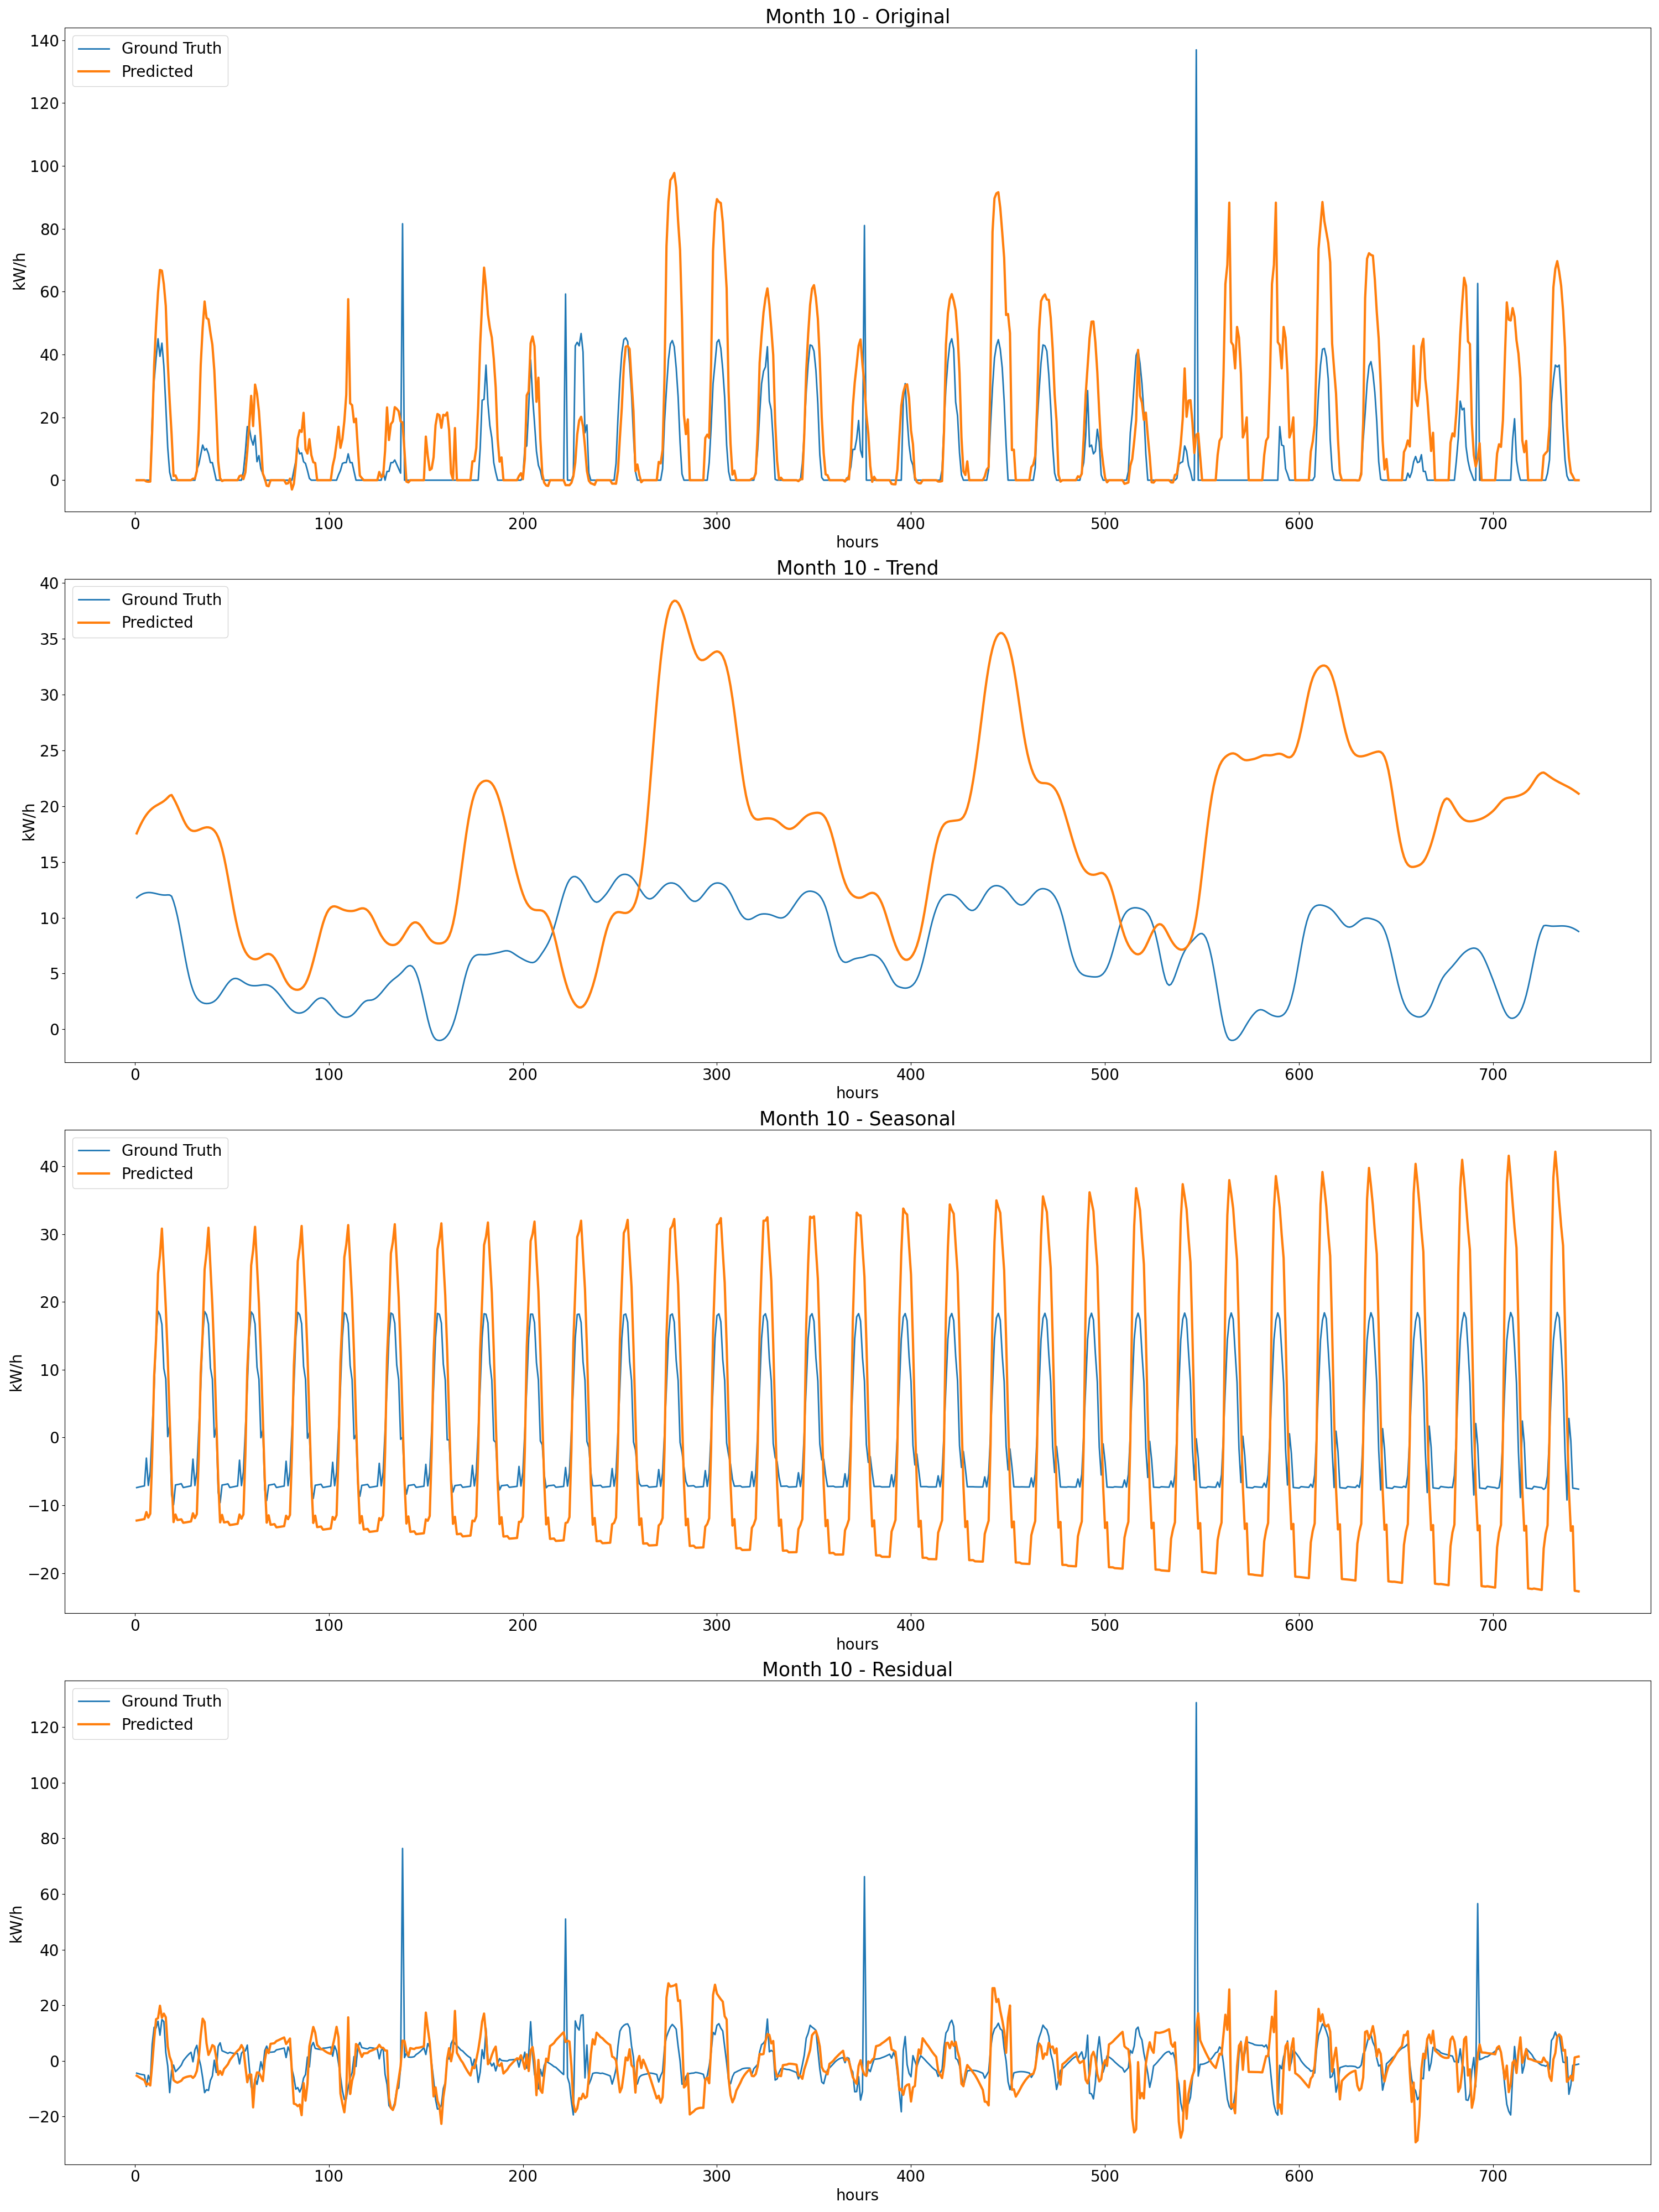 Month 10 - Original
Ground Truth
Predicted
kW/h
140
120
100
80
60
40
20
0
0 100 200 300 400 500 600 700
hours
Month 10 - Trend
Ground Truth
Predicted
kW/h
40
35
30
25
20
15
10
5
0
0 100 200 300 400 500 600 700
hours
Month 10 - Seasonal
Ground Truth
Predicted
kW/h
40
30
20
10
0
−10
−20
0 100 200 300 400 500 600 700
hours
Month 10 - Residual
Ground Truth
Predicted
kW/h
120
100
80
60
40
20
0
−20
0 100 200 300 400 500 600 700
hours